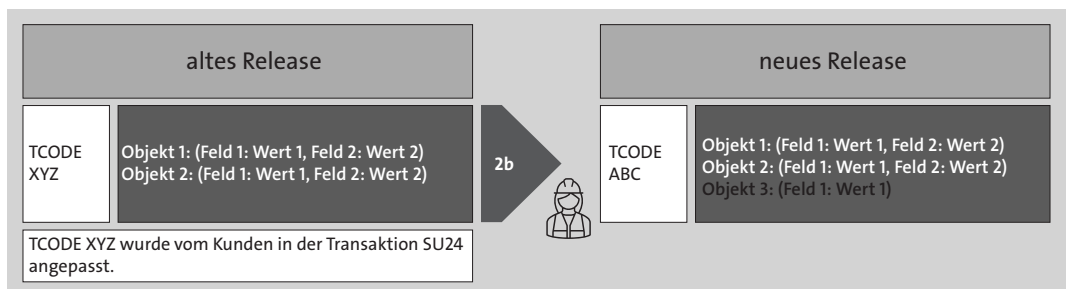 altes Release
TCODE
XYZ
Objekt 1: (Feld 1: Wert 1, Feld 2: Wert 2)
Objekt 2: (Feld 1: Wert 1, Feld 2: Wert 2)
TCODE XYZ wurde vom Kunden in der Transaktion SU24
angepasst.
2b
neues Release
TCODE
ABC
Objekt 1: (Feld 1: Wert 1, Feld 2: Wert 2)
Objekt 2: (Feld 1: Wert 1, Feld 2: Wert 2)
Objekt 3: (Feld 1: Wert 1)